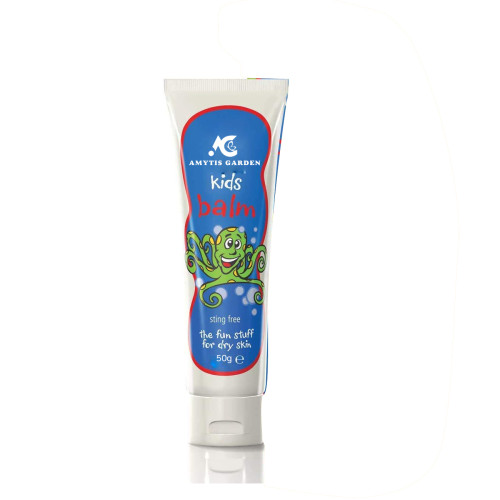 AMYTIS GARDEN
kids
balm
sting free
the fun stuff
for dry skin
50g e